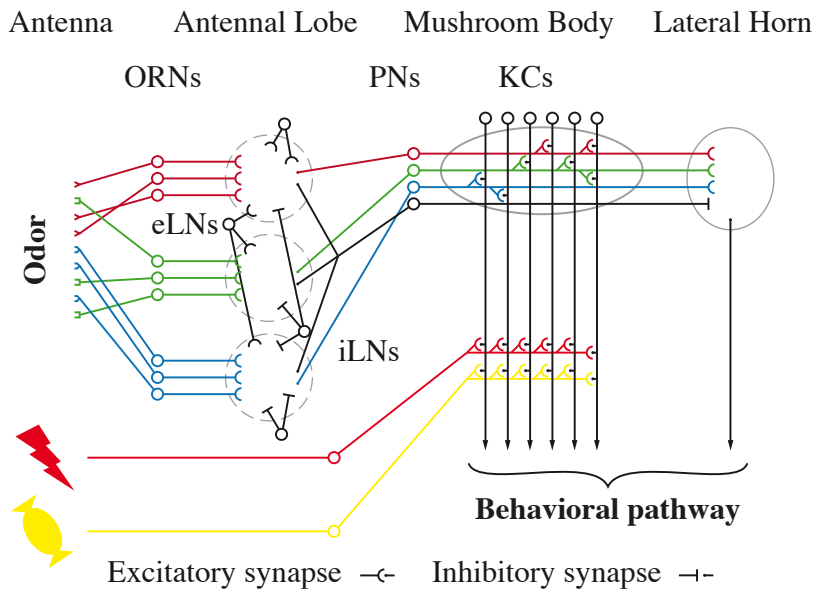 Antenna Antennal Lobe Mushroom Body Lateral Horn
ORNs PNs KCs
eLNs
Odor
iLNs
Behavioral pathway
Excitatory synapse Inhibitory synapse